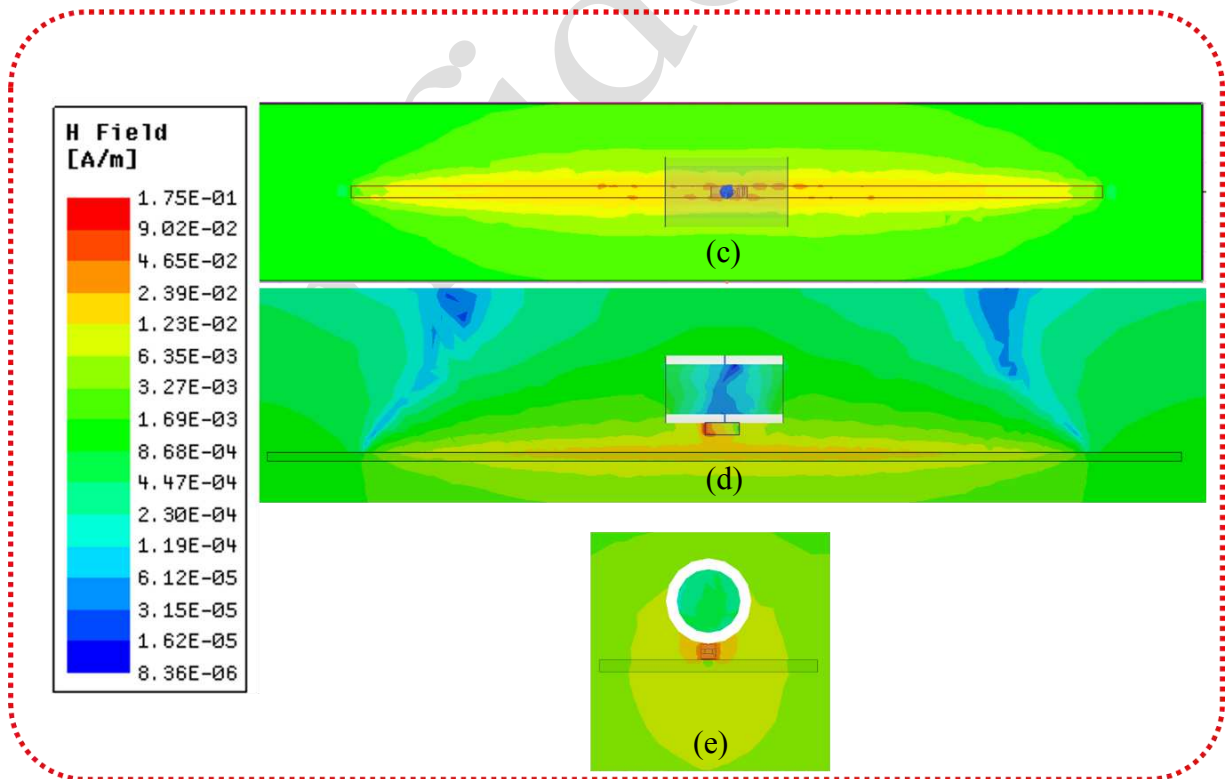 H Field
[A/m]
1.75E-01
9.02E-02
4.65E-02
2.39E-02
1.23E-02
6.35E-03
3.27E-03
1.69E-03
8.68E-04
4.47E-04
2.30E-04
1.19E-04
6.12E-05
3.15E-05
1.62E-05
8.36E-06
(c)
(d)
(e)